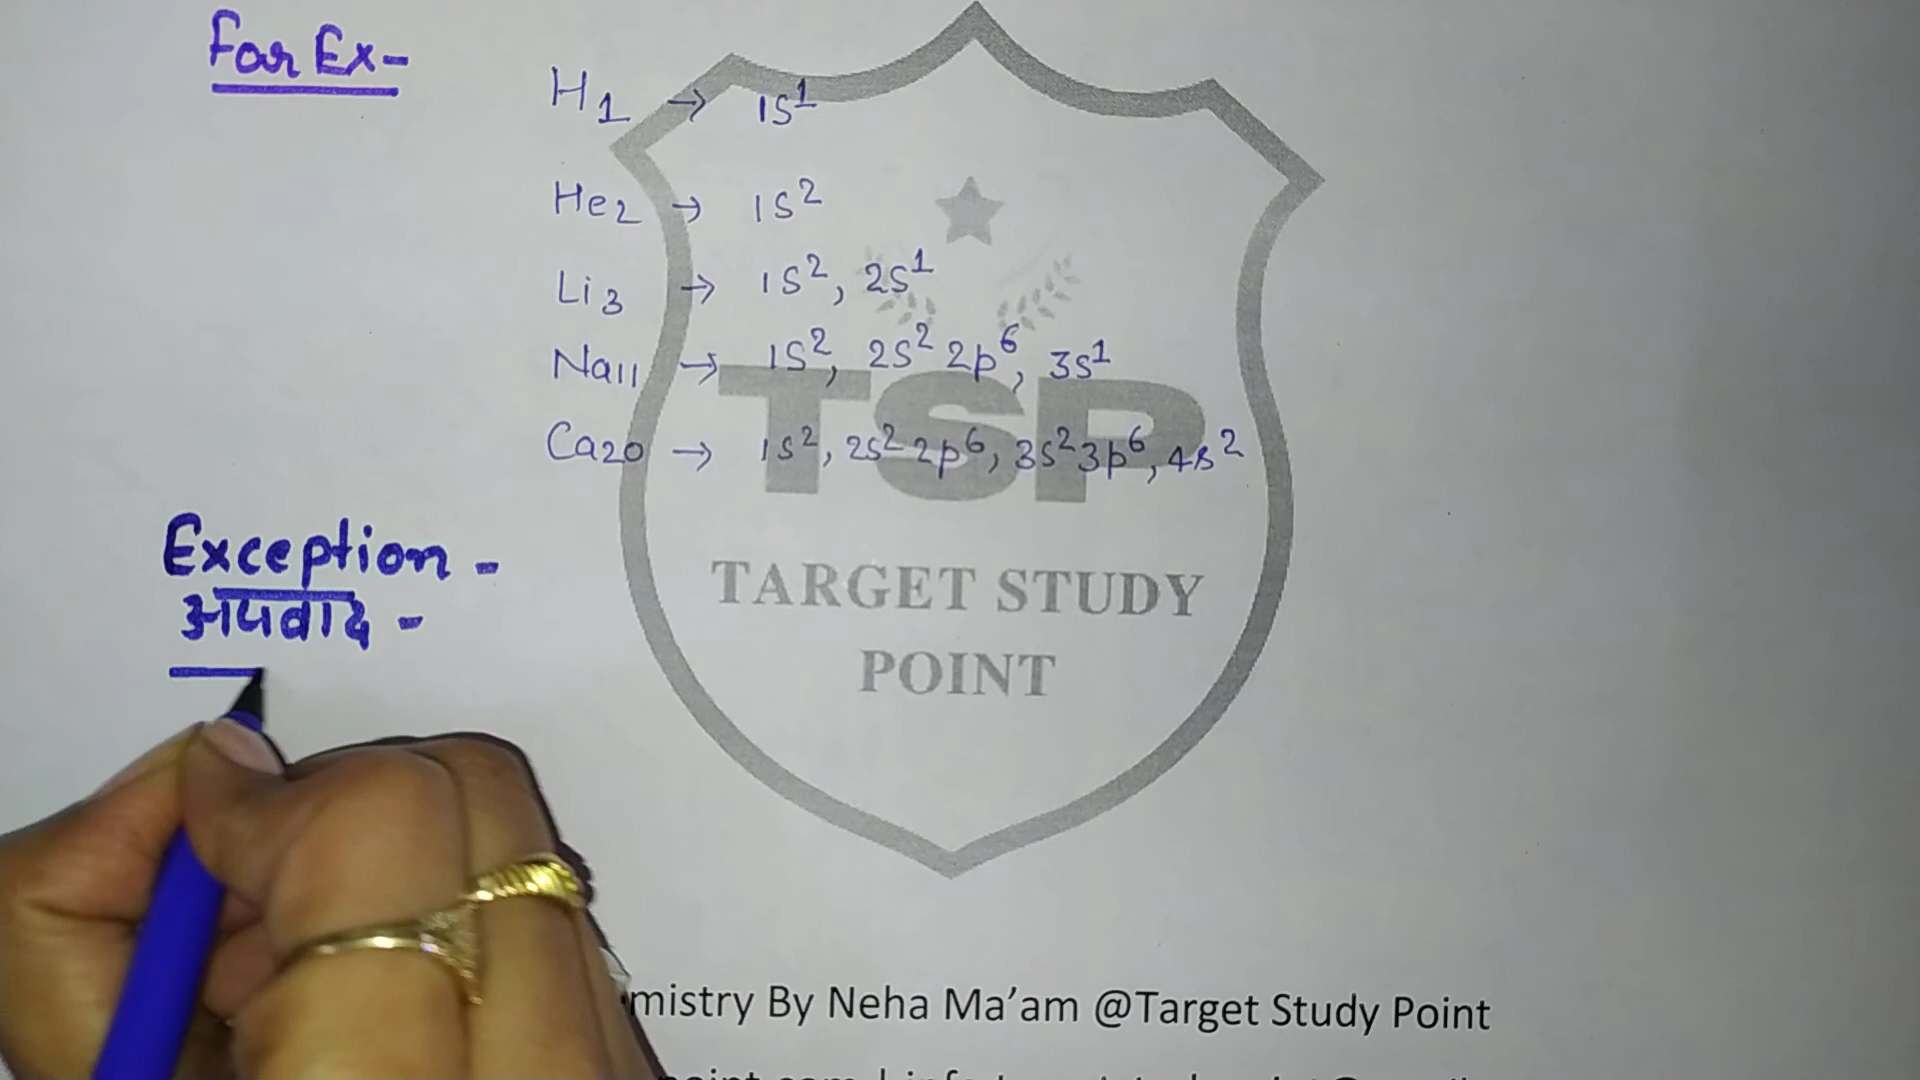 For Ex-
H₁ → 1s¹
He₂ → 1s²
Li₃ → 1s², 2s¹
Na₁₁ → 1s², 2s² 2p⁶, 3s¹
Ca₂₀ → 1s², 2s² 2p⁶, 3s² 3p⁶, 4s²
TSP
Exception -
अपवाद -
TARGET STUDY
POINT
By Neha Ma'am @Target Study Point